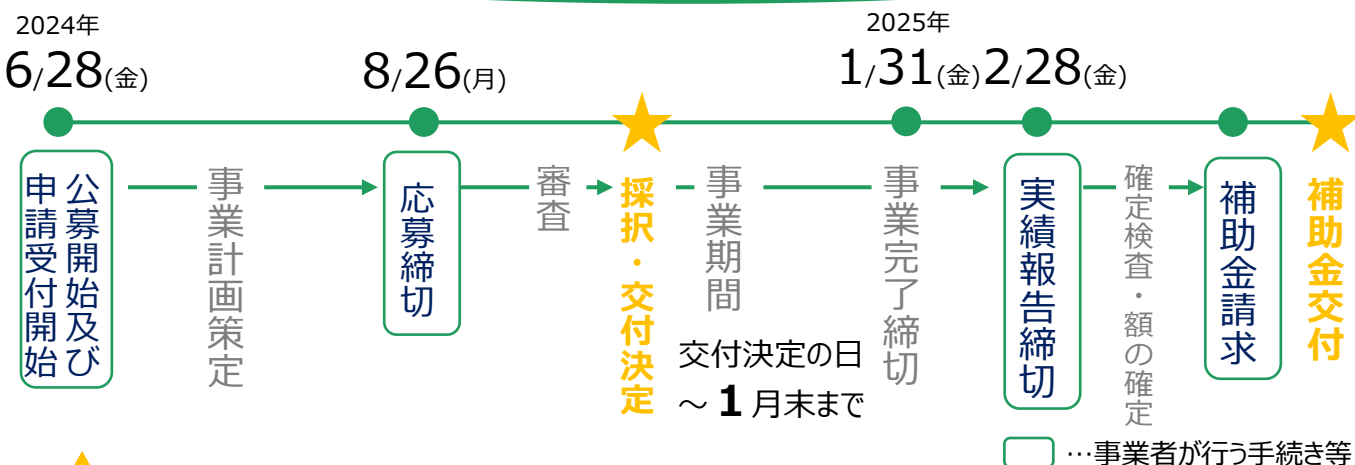 2024年
6/28(金)
8/26(月)
2025年
1/31(金)
2/28(金)
公募開始及び
申請受付開始
事業計画策定
応募締切
審査
採択・交付決定
事業期間
交付決定の日
～1月末まで
事業完了締切
実績報告締切
確定検査・額の確定
補助金請求
補助金交付
…事業者が行う手続き等